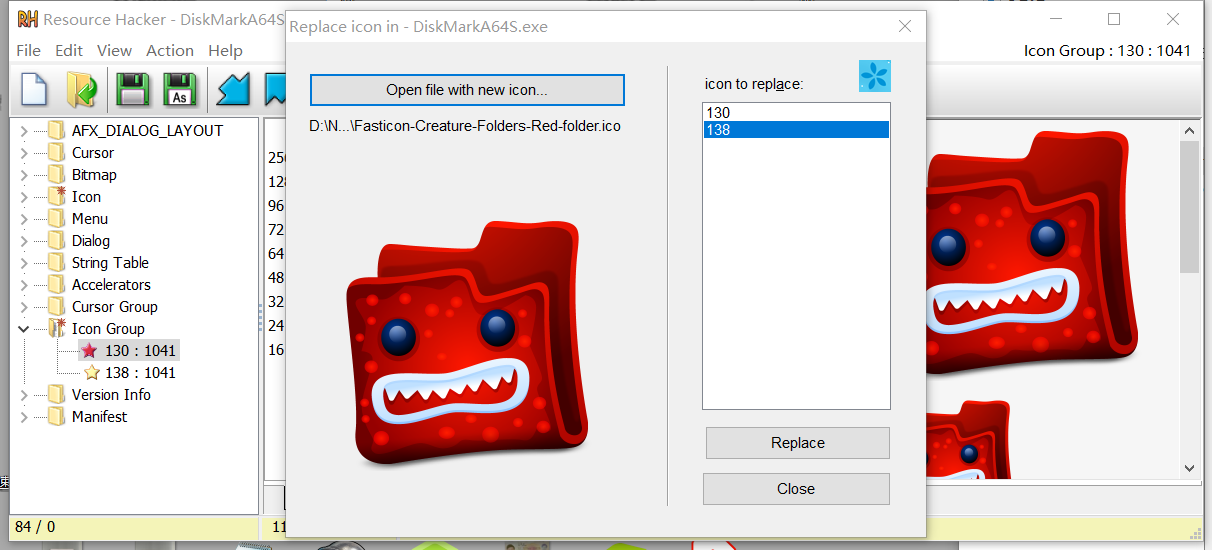 RH Resource Hacker - DiskMarkA64S
File Edit View Action Help
Icon Group : 130 : 1041
As
AFX_DIALOG_LAYOUT
Cursor
Bitmap
Icon
Menu
Dialog
String Table
Accelerators
Cursor Group
Icon Group
130 : 1041
138 : 1041
Version Info
Manifest
84 / 0
96
72
64
48
32
24
16
Replace icon in - DiskMarkA64S.exe
Open file with new icon...
D:\N...\Fasticon-Creature-Folders-Red-folder.ico
icon to replace:
130
138
Replace
Close